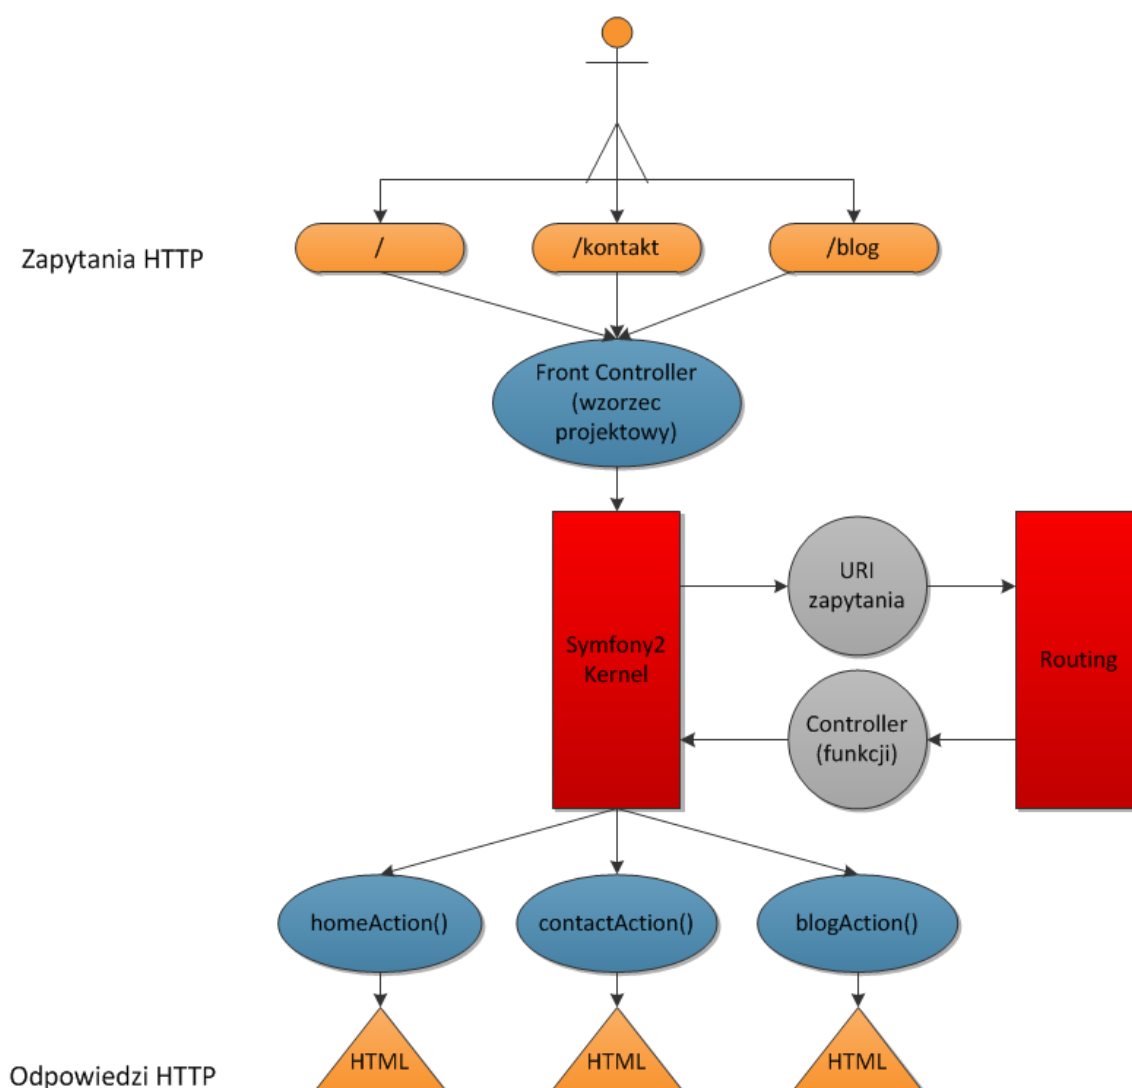 Zapytania HTTP
/
/kontakt
/blog
Front Controller
(wzorzec
projektowy)
Symfony2
Kernel
URI
zapytania
Routing
Controller
(funkcji)
homeAction()
contactAction()
blogAction()
Odpowiedzi HTTP
HTML
HTML
HTML